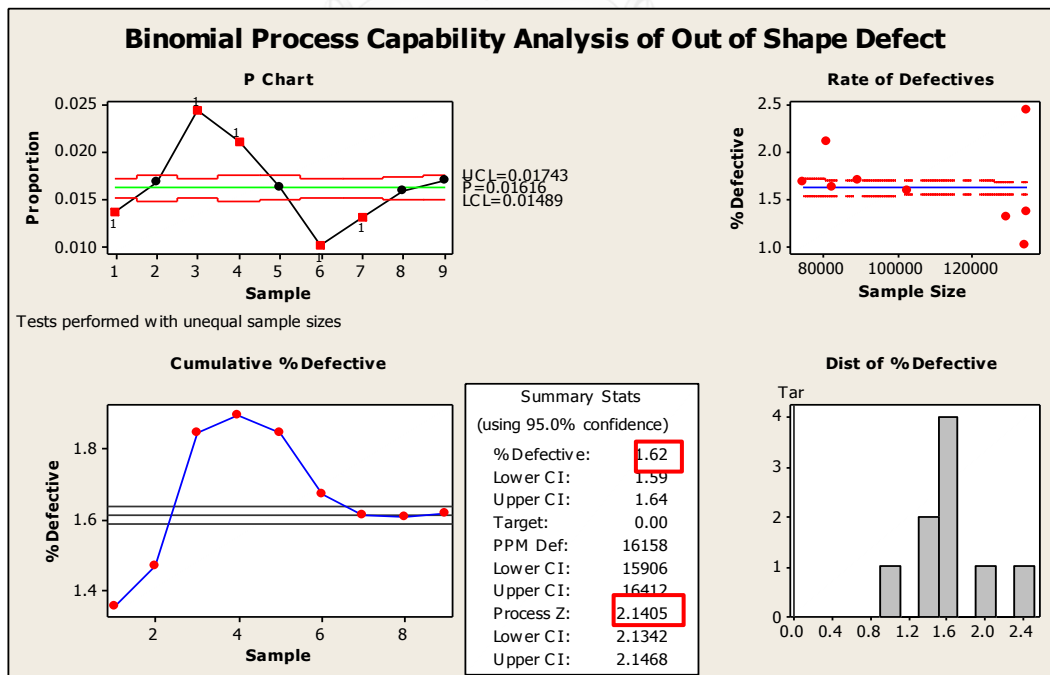 Binomial Process Capability Analysis of Out of Shape Defect
P Chart
0.025
0.020
0.015
0.010
Proportion
1
1
1
1
1
1
UCL=0.01743
P=0.01616
LCL=0.01489
1 2 3 4 5 6 7 8 9
Sample
Tests performed with unequal sample sizes
Rate of Defectives
2.5
2.0
1.5
1.0
%Defective
80000 100000 120000
Sample Size
Cumulative %Defective
1.8
1.6
1.4
%Defective
2 4 6 8
Sample
Summary Stats
(using 95.0% confidence)
%Defective: 1.62
Lower CI: 1.59
Upper CI: 1.64
Target: 0.00
PPM Def: 16158
Lower CI: 15906
Upper CI: 16412
Process Z: 2.1405
Lower CI: 2.1342
Upper CI: 2.1468
Dist of %Defective
Tar
4
3
2
1
0
0.0 0.4 0.8 1.2 1.6 2.0 2.4